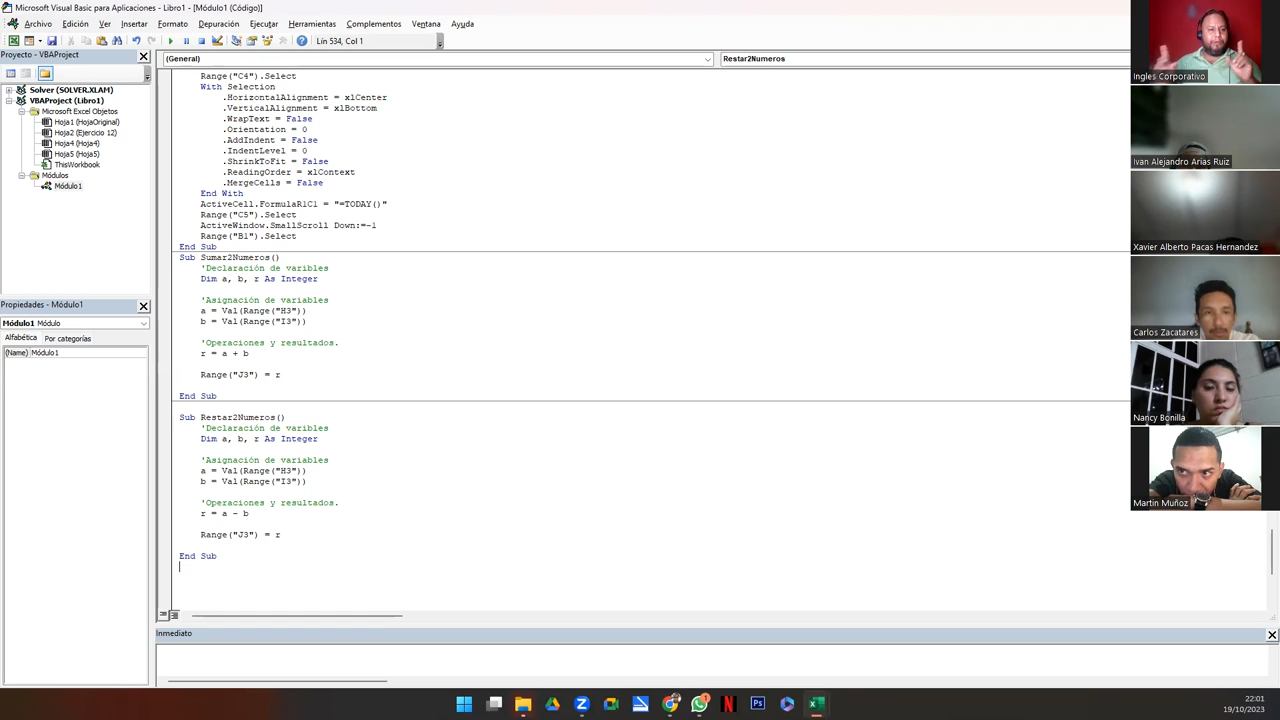 Microsoft Visual Basic para Aplicaciones - Libro1 - [Módulo1 (Código)]
Archivo Edición Ver Insertar Formato Depuración Ejecutar Herramientas Complementos Ventana Ayuda
Lín 534, Col 1
Proyecto - VBAProject
(General)
Restar2Numeros
Solver (SOLVER.XLAM)
VBAProject (Libro1)
Microsoft Excel Objetos
Hoja1 (HojaOriginal)
Hoja2 (Ejercicio 12)
Hoja4 (Hoja4)
Hoja5 (Hoja5)
ThisWorkbook
Módulos
Módulo1
Propiedades - Módulo1
Módulo1 Módulo
Alfabética Por categorías
(Name) Módulo1
Range("C4").Select
With Selection
.HorizontalAlignment = xlCenter
.VerticalAlignment = xlBottom
.WrapText = False
.Orientation = 0
.AddIndent = False
.IndentLevel = 0
.ShrinkToFit = False
.ReadingOrder = xlContext
.MergeCells = False
End With
ActiveCell.FormulaR1C1 = "=TODAY()"
Range("C5").Select
ActiveWindow.SmallScroll Down:=-1
Range("B1").Select
End Sub
Sub Sumar2Numeros()
'Declaración de varibles
Dim a, b, r As Integer
'Asignación de variables
a = Val(Range("H3"))
b = Val(Range("I3"))
'Operaciones y resultados.
r = a + b
Range("J3") = r
End Sub
Sub Restar2Numeros()
'Declaración de varibles
Dim a, b, r As Integer
'Asignación de variables
a = Val(Range("H3"))
b = Val(Range("I3"))
'Operaciones y resultados.
r = a - b
Range("J3") = r
End Sub
Inmediato
Ingles Corporativo
Ivan Alejandro Arias Ruiz
Xavier Alberto Pacas Hernandez
Carlos Zacatares
Nancy Bonilla
Martin Muñoz
22:01
19/10/2023